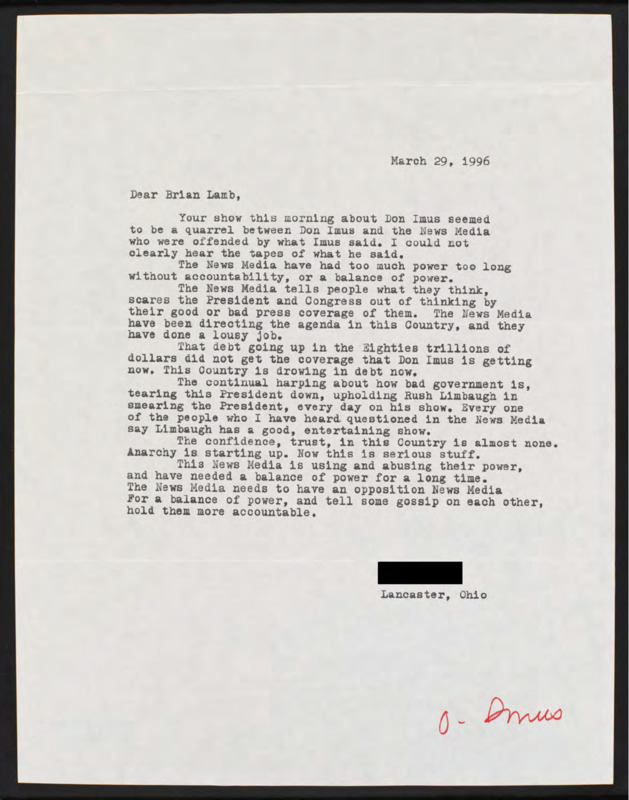 March 29, 1996
Dear Brian Lamb,
Your show this morning about Don Imus seemed
to be a quarrel between Don Imus and the News Media
who were offended by what Imus said. I could not
clearly hear the tapes of what he said.
The News Media have had too much power too long
without accountability, or a balance of power.
The News Media tells people what they think,
scares the President and Congress out of thinking by
their good or bad press coverage of them. The News Media
have been directing the agenda in this Country, and they
have done a lousy job.
That debt going up in the Eighties trillions of
dollars did not get the coverage that Don Imus is getting
now. This Country is drowing in debt now.
The continual harping about how bad government is,
tearing this President down, upholding Rush Limbaugh in
smearing the President, every day on his show. Every one
of the people who I have heard questioned in the News Media
say Limbaugh has a good, entertaining show.
The confidence, trust, in this Country is almost none.
Anarchy is starting up. Now this is serious stuff.
This News Media is using and abusing their power,
and have needed a balance of power for a long time.
The News Media needs to have an opposition News Media
For a balance of power, and tell some gossip on each other,
hold them more accountable.
Lancaster, Ohio
O - Imus